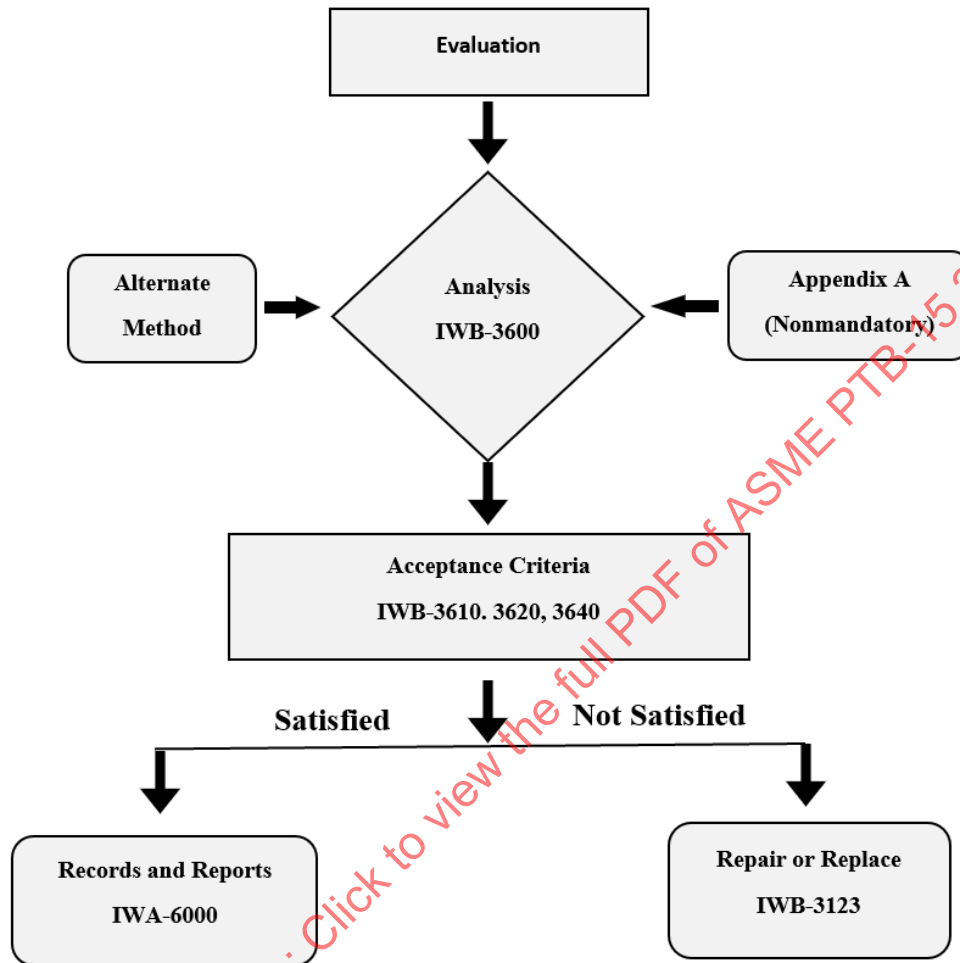 Evaluation
Alternate
Method
Analysis
IWB-3600
Appendix A
(Nonmandatory)
Acceptance Criteria
IWB-3610. 3620, 3640
Satisfied
Not Satisfied
Records and Reports
IWA-6000
Repair or Replace
IWB-3123
: Click to view the full PDF of ASME PTB-15